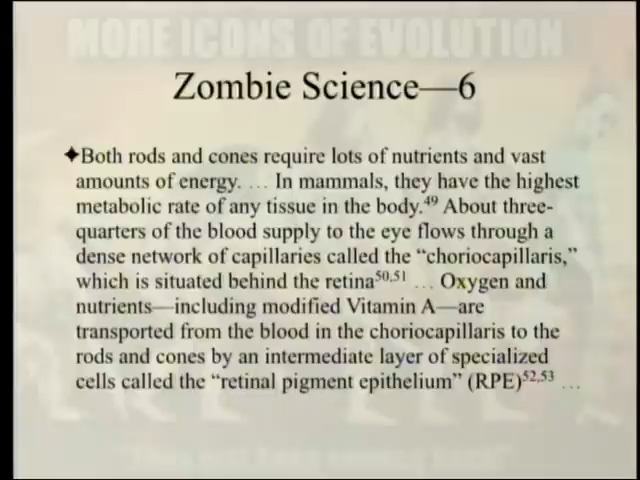 MORE ICONS OF EVOLUTION
Zombie Science—6
✦Both rods and cones require lots of nutrients and vast
amounts of energy. … In mammals, they have the highest
metabolic rate of any tissue in the body.⁴⁹ About three-
quarters of the blood supply to the eye flows through a
dense network of capillaries called the “choriocapillaris,”
which is situated behind the retina⁵⁰,⁵¹ … Oxygen and
nutrients—including modified Vitamin A—are
transported from the blood in the choriocapillaris to the
rods and cones by an intermediate layer of specialized
cells called the “retinal pigment epithelium” (RPE)⁵²,⁵³ …